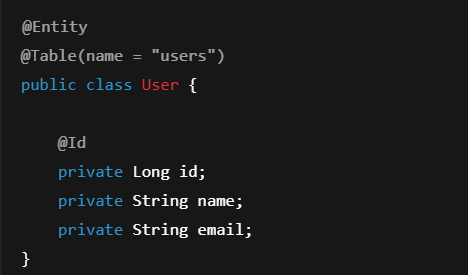 @Entity
@Table(name = "users")
public class User {
@Id
private Long id;
private String name;
private String email;
}